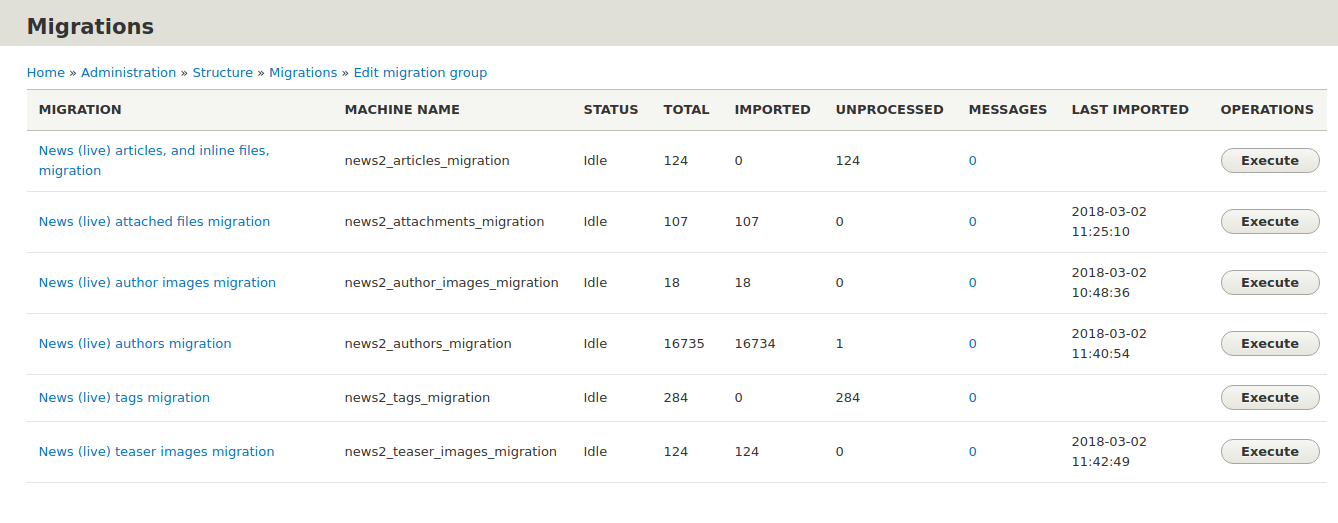 Migrations
Home » Administration » Structure » Migrations » Edit migration group
MIGRATION MACHINE NAME STATUS TOTAL IMPORTED UNPROCESSED MESSAGES LAST IMPORTED OPERATIONS
News (live) articles, and inline files,
migration news2_articles_migration Idle 124 0 124 0 Execute
News (live) attached files migration news2_attachments_migration Idle 107 107 0 0 2018-03-02
11:25:10 Execute
News (live) author images migration news2_author_images_migration Idle 18 18 0 0 2018-03-02
10:48:36 Execute
News (live) authors migration news2_authors_migration Idle 16735 16734 1 0 2018-03-02
11:40:54 Execute
News (live) tags migration news2_tags_migration Idle 284 0 284 0 Execute
News (live) teaser images migration news2_teaser_images_migration Idle 124 124 0 0 2018-03-02
11:42:49 Execute